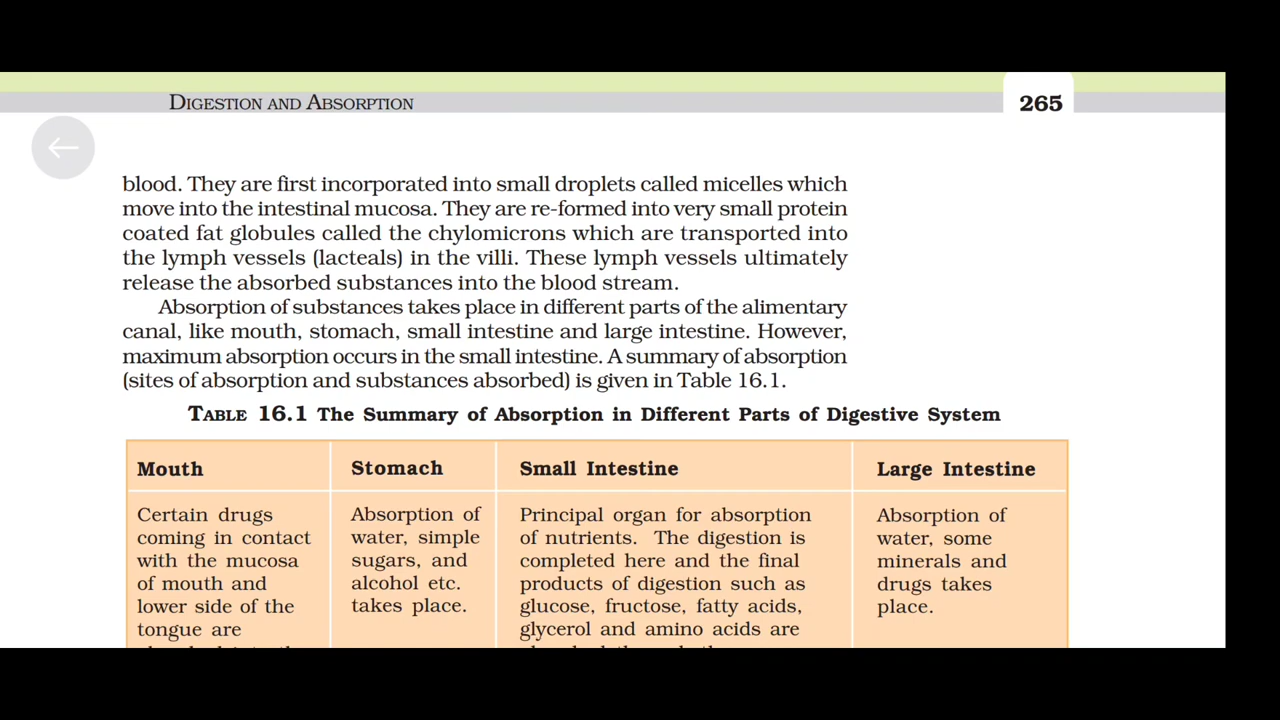 DIGESTION AND ABSORPTION
265
blood. They are first incorporated into small droplets called micelles which
move into the intestinal mucosa. They are re-formed into very small protein
coated fat globules called the chylomicrons which are transported into
the lymph vessels (lacteals) in the villi. These lymph vessels ultimately
release the absorbed substances into the blood stream.
Absorption of substances takes place in different parts of the alimentary
canal, like mouth, stomach, small intestine and large intestine. However,
maximum absorption occurs in the small intestine. A summary of absorption
(sites of absorption and substances absorbed) is given in Table 16.1.
TABLE 16.1 The Summary of Absorption in Different Parts of Digestive System
Mouth
Certain drugs
coming in contact
with the mucosa
of mouth and
lower side of the
tongue are
Stomach
Absorption of
water, simple
sugars, and
alcohol etc.
takes place.
Small Intestine
Principal organ for absorption
of nutrients. The digestion is
completed here and the final
products of digestion such as
glucose, fructose, fatty acids,
glycerol and amino acids are
Large Intestine
Absorption of
water, some
minerals and
drugs takes
place.